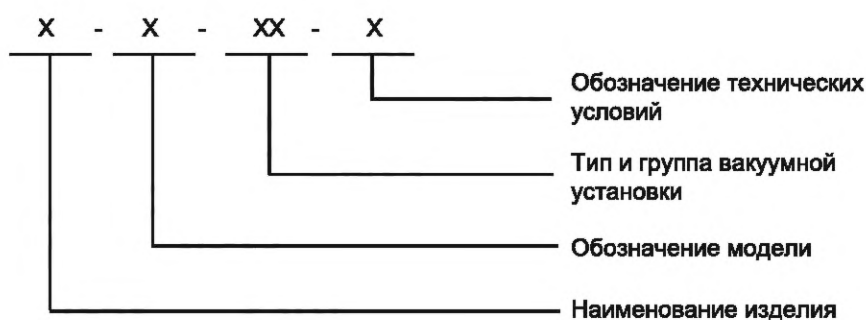 X - X - XX - X
Обозначение технических
условий
Тип и группа вакуумной
установки
Обозначение модели
Наименование изделия